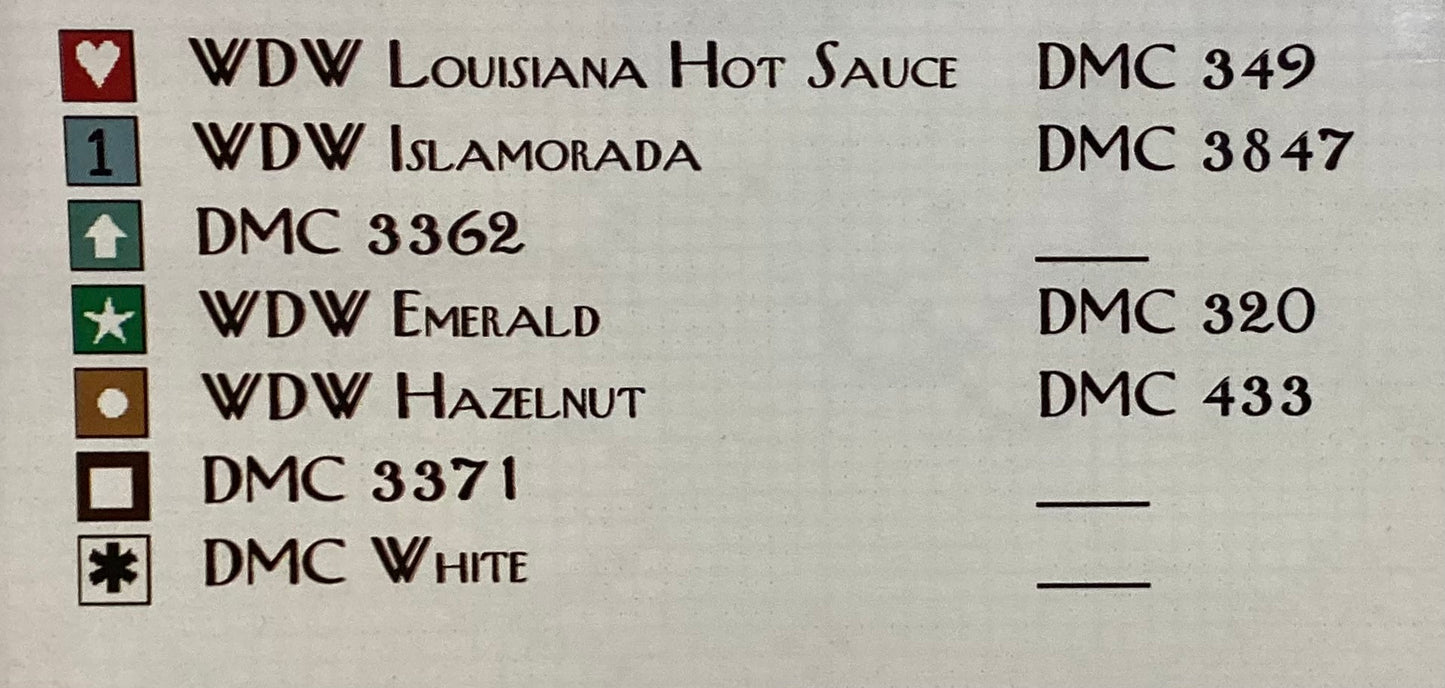 ♥ WDW Louisiana Hot Sauce DMC 349
1 WDW Islamorada DMC 3847
DMC 3362 ___
WDW Emerald DMC 320
WDW Hazelnut DMC 433
DMC 3371 ___
* DMC White ___